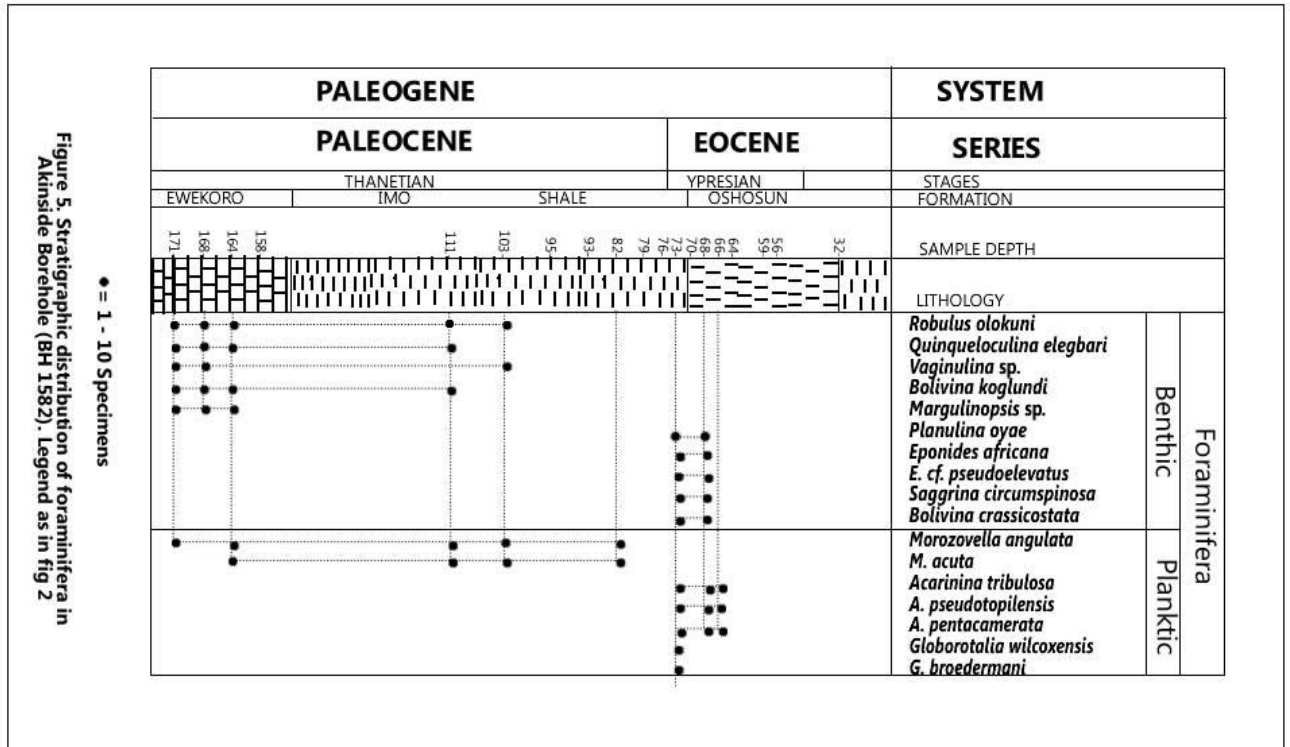 PALEOGENE SYSTEM
PALEOCENE EOCENE SERIES
THANETIAN YPRESIAN STAGES
EWEKORO IMO SHALE OSHOSUN FORMATION
171 168 164 158 111 103 95 93 82 79 76 73 70 68 66 64 59 56 32 SAMPLE DEPTH
LITHOLOGY
Robulus olokuni
Quinqueloculina elegbari
Vaginulina sp.
Bolivina koglundi
Margulinopsis sp.
Planulina oyae
Eponides africana
E. cf. pseudoelevatus
Saggrina circumspinosa
Bolivina crassicostata
Benthic
Morozovella angulata
M. acuta
Acarinina tribulosa
A. pseudotopilensis
A. pentacamerata
Globorotalia wilcoxensis
G. broedermani
Planktic
Foraminifera
● = 1 - 10 Specimens
Figure 5. Stratigraphic distribution of foraminifera in
Akinside Borehole (BH 1582). Legend as in fig 2